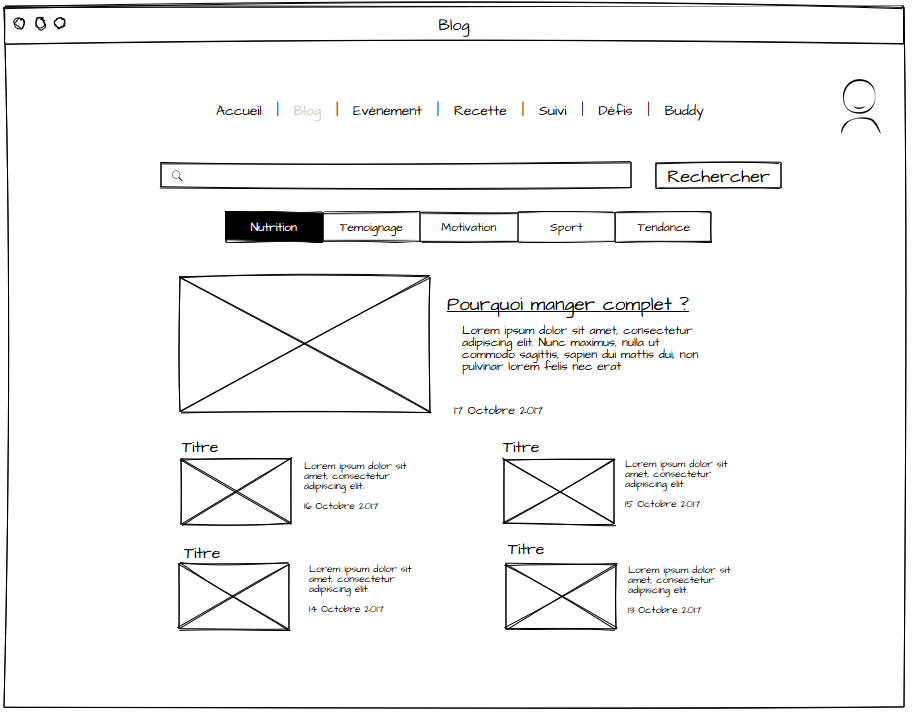 Blog
Accueil | Blog | Evènement | Recette | Suivi | Dèfis | Buddy
Rechercher
Nutrition Temoignage Motivation Sport Tendance
Pourquoi manger complet ?
Lorem ipsum dolor sit amet, consectetur
adipiscing elit. Nunc maximus, nulla ut
commodo sagittis, sapien dui mattis dui, non
pulvinar lorem felis nec erat
17 Octobre 2017
Titre
Lorem ipsum dolor sit
amet, consectetur
adipiscing elit.
16 Octobre 2017
Titre
Lorem ipsum dolor sit
amet, consectetur
adipiscing elit.
15 Octobre 2017
Titre
Lorem ipsum dolor sit
amet, consectetur
adipiscing elit.
14 Octobre 2017
Titre
Lorem ipsum dolor sit
amet, consectetur
adipiscing elit.
13 Octobre 2017